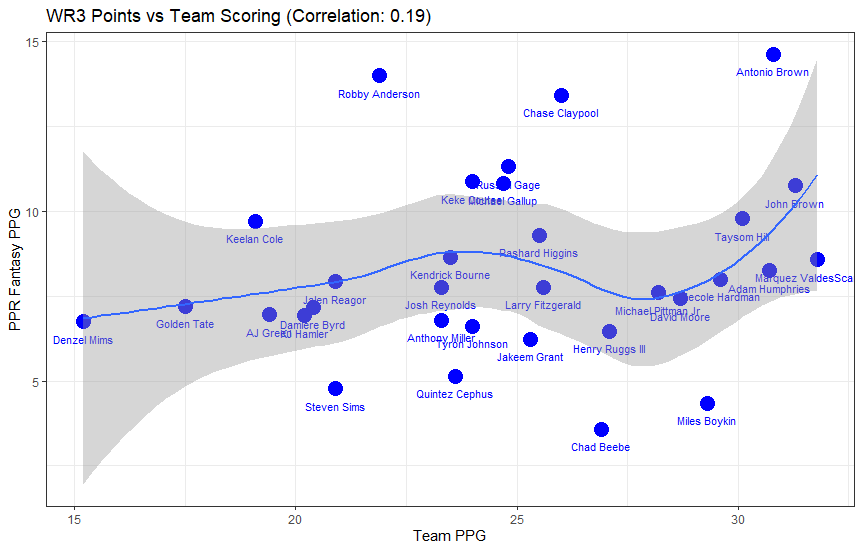 WR3 Points vs Team Scoring (Correlation: 0.19)
15
10
5
PPR Fantasy PPG
Antonio Brown
Robby Anderson
Chase Claypool
Russell Gage
Michael Gallup
John Brown
Keelan Cole
Taysom Hill
Rashard Higgins
Kendrick Bourne
Marquez ValdesSca
Adam Humphries
Jalen Reagor
Josh Reynolds
Larry Fitzgerald
Mecole Hardman
Michael Pittman Jr
David Moore
Golden Tate
Damiere Byrd
AJ Green
KJ Hamler
Denzel Mims
Anthony Miller
Tyron Johnson
Henry Ruggs III
Jakeem Grant
Quintez Cephus
Steven Sims
Miles Boykin
Chad Beebe
15
20
25
30
Team PPG